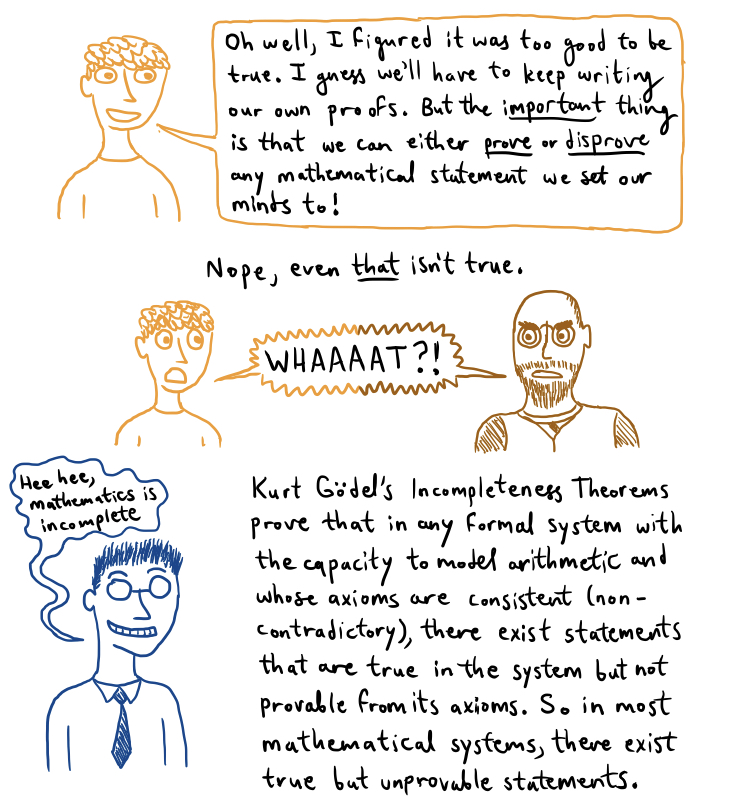 Oh well, I figured it was too good to be
true. I guess we'll have to keep writing
our own proofs. But the important thing
is that we can either prove or disprove
any mathematical statement we set our
minds to!
Nope, even that isn't true.
WHAAAAT?!
Hee hee,
mathematics is
incomplete
Kurt Gödel's Incompleteness Theorems
prove that in any formal system with
the capacity to model arithmetic and
whose axioms are consistent (non-
contradictory), there exist statements
that are true in the system but not
provable from its axioms. So in most
mathematical systems, there exist
true but unprovable statements.